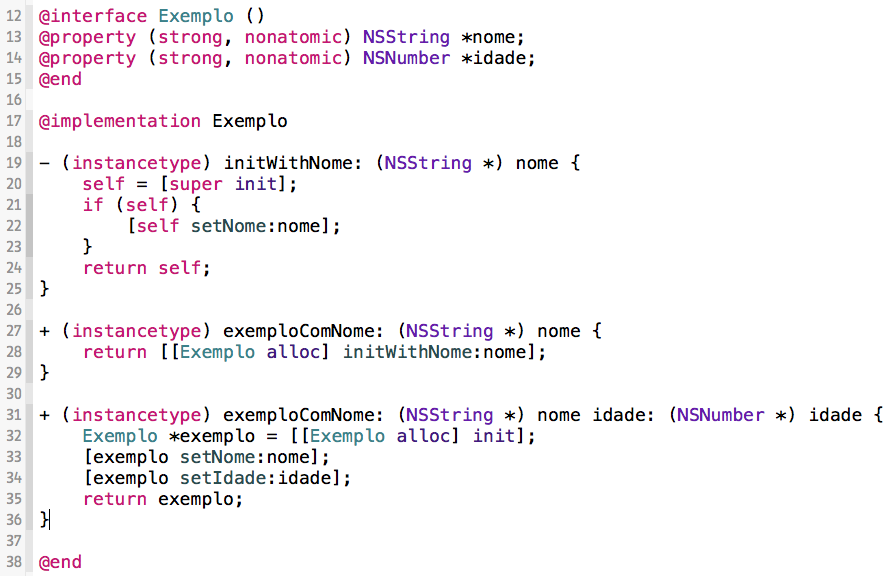 12 @interface Exemplo ()
13 @property (strong, nonatomic) NSString *nome;
14 @property (strong, nonatomic) NSNumber *idade;
15 @end
16
17 @implementation Exemplo
18
19 - (instancetype) initWithNome: (NSString *) nome {
20     self = [super init];
21     if (self) {
22         [self setNome:nome];
23     }
24     return self;
25 }
26
27 + (instancetype) exemploComNome: (NSString *) nome {
28     return [[Exemplo alloc] initWithNome:nome];
29 }
30
31 + (instancetype) exemploComNome: (NSString *) nome idade: (NSNumber *) idade {
32     Exemplo *exemplo = [[Exemplo alloc] init];
33     [exemplo setNome:nome];
34     [exemplo setIdade:idade];
35     return exemplo;
36 }
37
38 @end